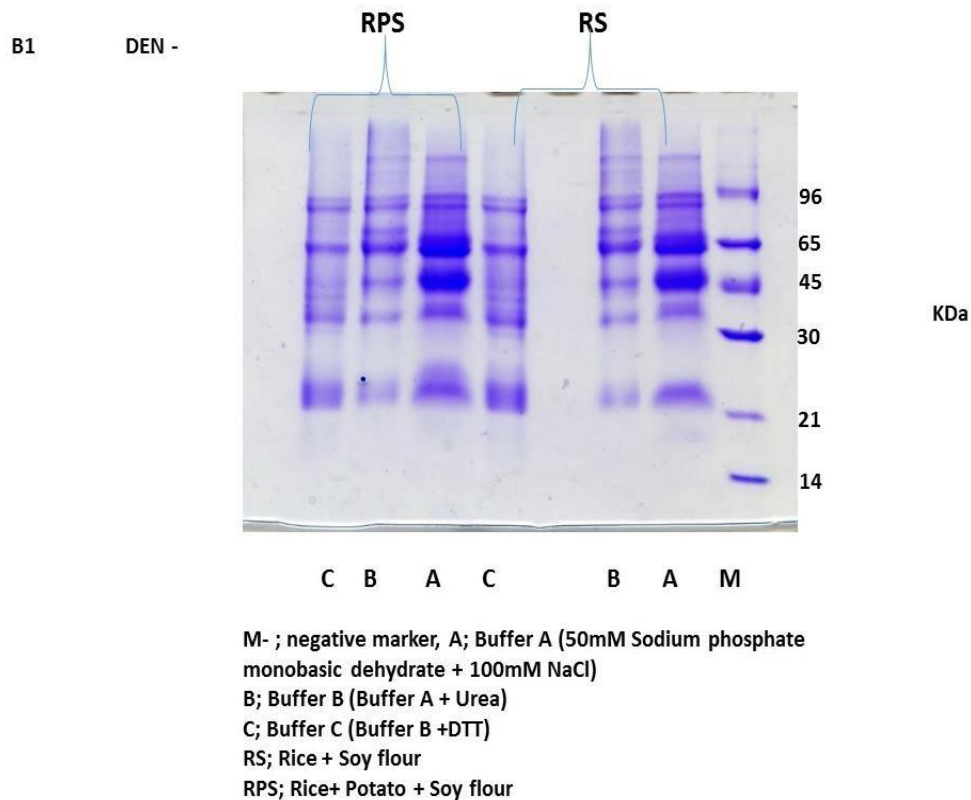 RPS RS
B1 DEN -
96
65
45
KDa
30
21
14
C B A C B A M
M- ; negative marker, A; Buffer A (50mM Sodium phosphate
monobasic dehydrate + 100mM NaCl)
B; Buffer B (Buffer A + Urea)
C; Buffer C (Buffer B +DTT)
RS; Rice + Soy flour
RPS; Rice+ Potato + Soy flour